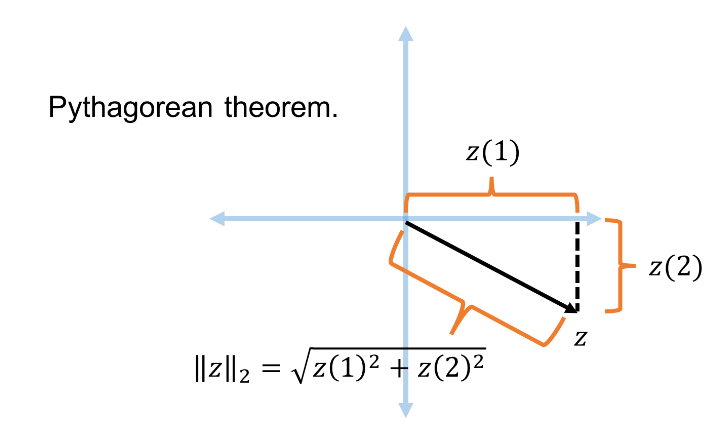 Pythagorean theorem.
z(1)
z(2)
z
‖z‖₂ = √(z(1)² + z(2)²)